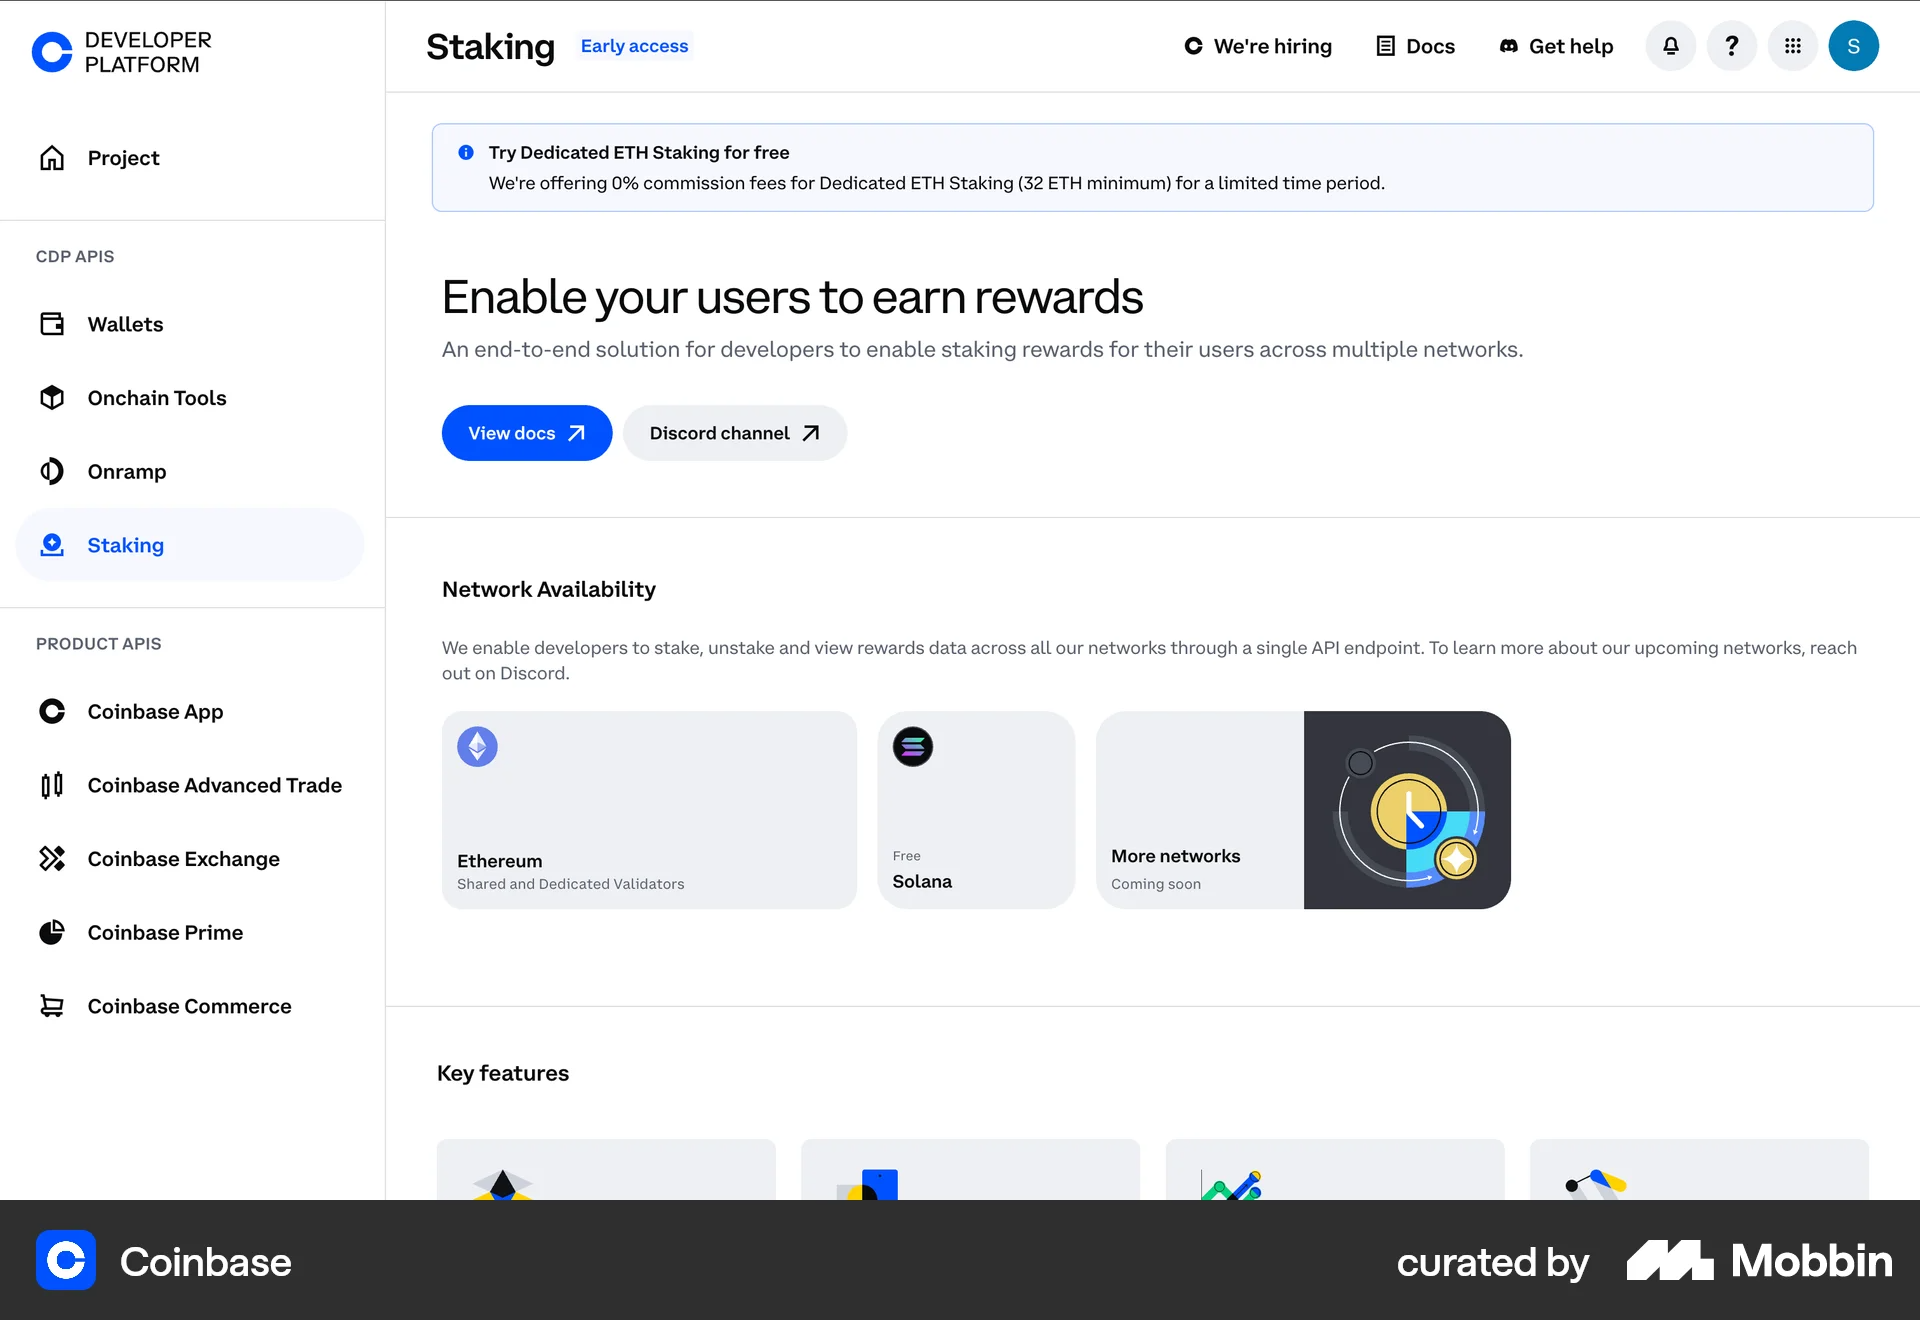 DEVELOPER
PLATFORM
Project
CDP APIS
Wallets
Onchain Tools
Onramp
Staking
PRODUCT APIS
Coinbase App
Coinbase Advanced Trade
Coinbase Exchange
Coinbase Prime
Coinbase Commerce
Staking
Early access
We're hiring
Docs
Get help
?
S
Try Dedicated ETH Staking for free
We're offering 0% commission fees for Dedicated ETH Staking (32 ETH minimum) for a limited time period.
Enable your users to earn rewards
An end-to-end solution for developers to enable staking rewards for their users across multiple networks.
View docs
Discord channel
Network Availability
We enable developers to stake, unstake and view rewards data across all our networks through a single API endpoint. To learn more about our upcoming networks, reach
out on Discord.
Ethereum
Shared and Dedicated Validators
Free
Solana
More networks
Coming soon
Key features
Coinbase
curated by
Mobbin